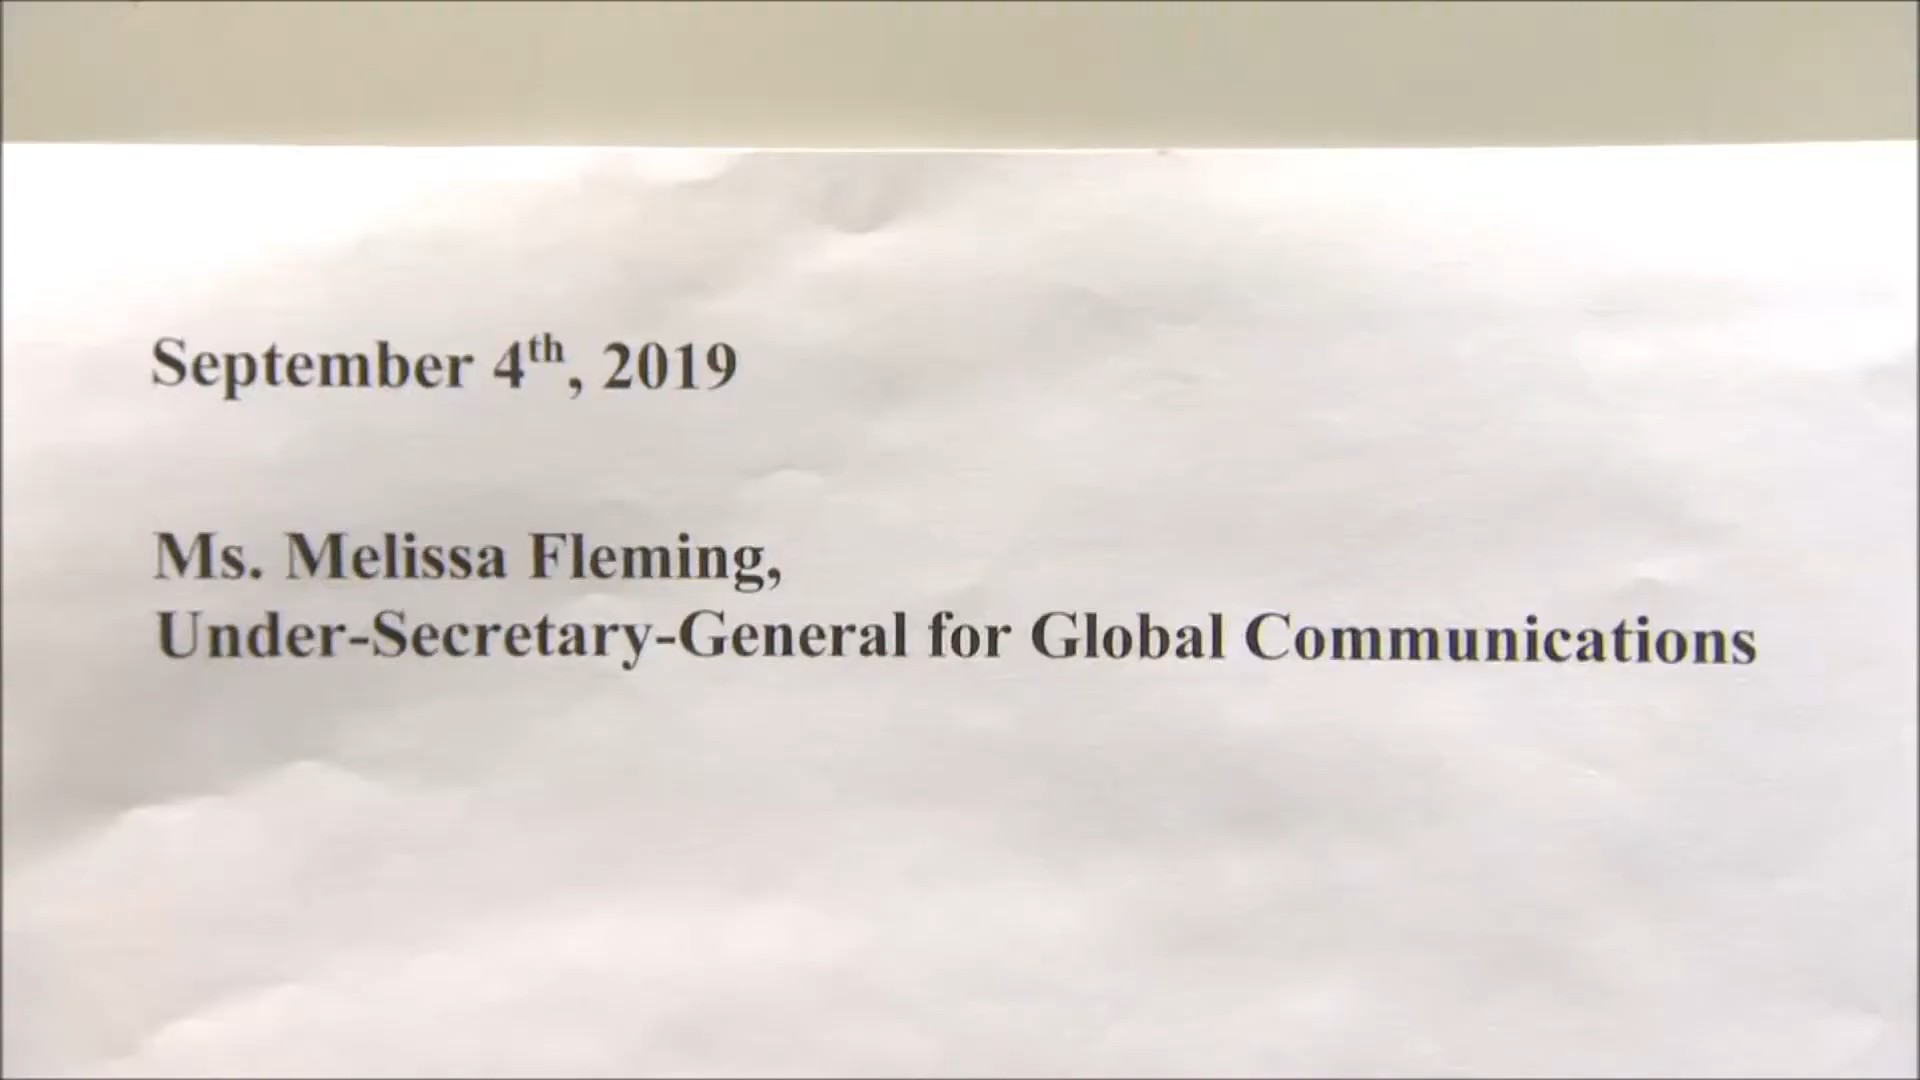 September 4th, 2019
Ms. Melissa Fleming,
Under-Secretary-General for Global Communications